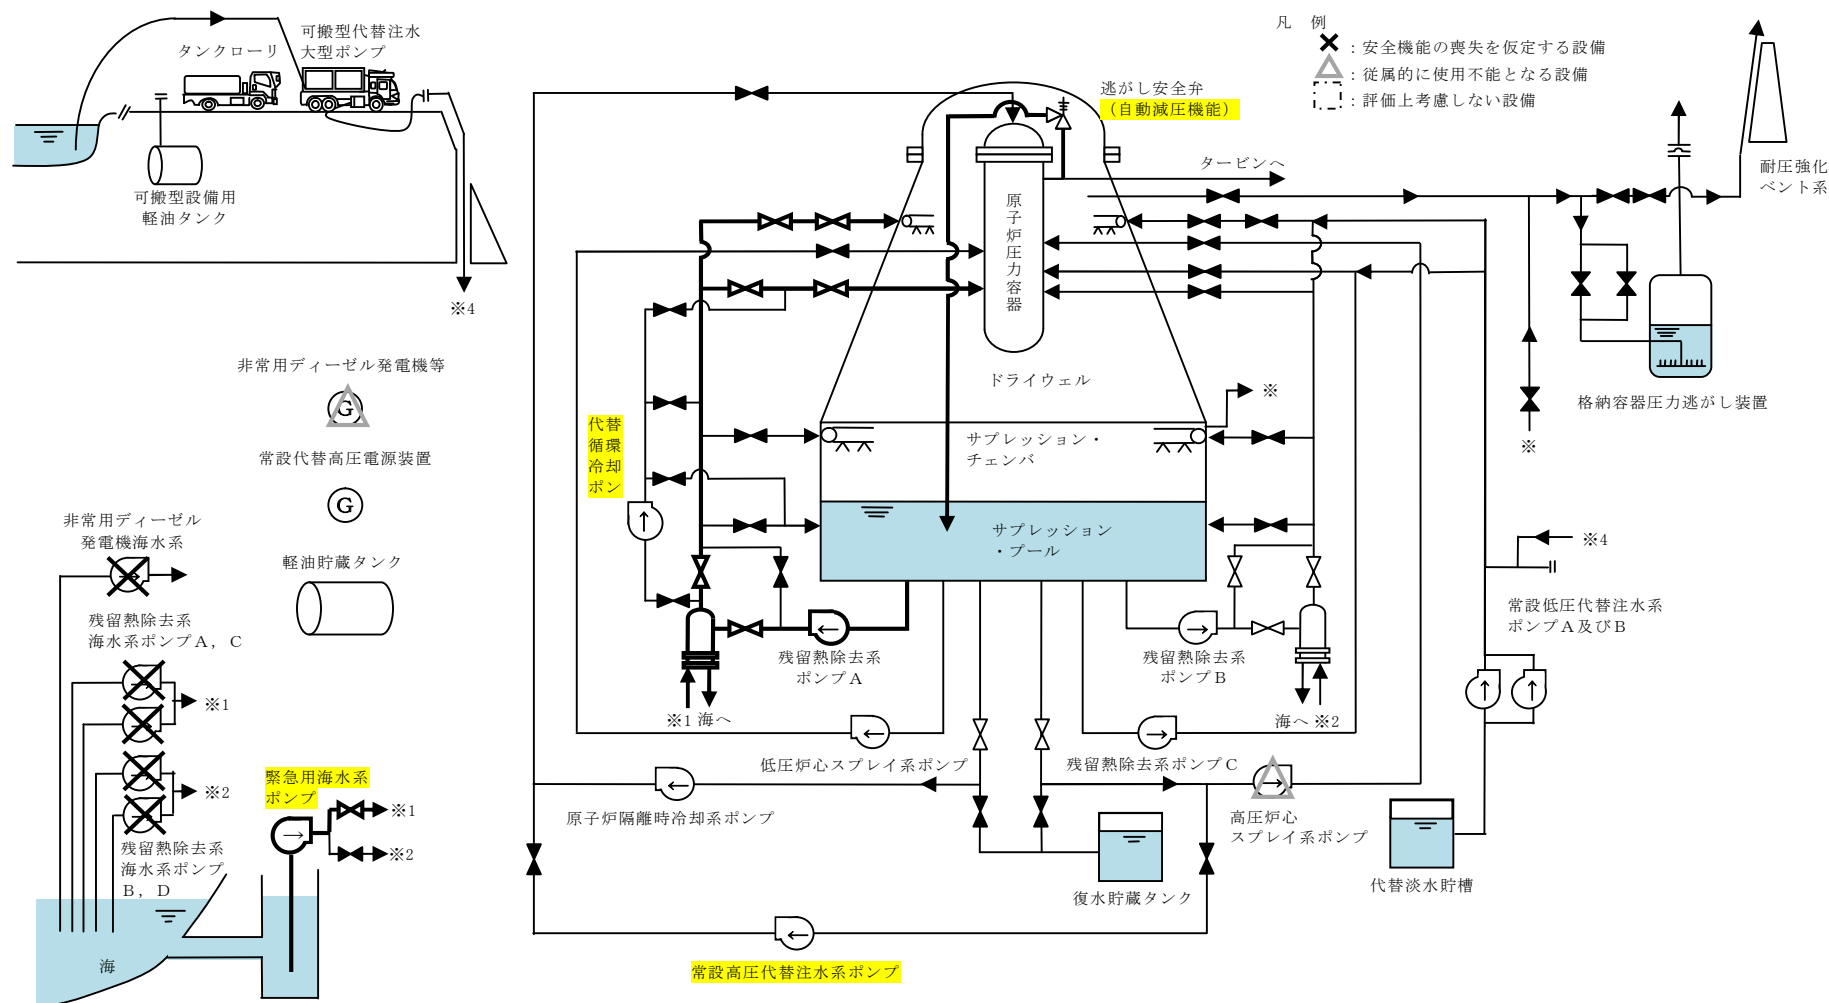 可搬型代替注水
大型ポンプ
タンクローリ
可搬型設備用
軽油タンク
※4
凡 例
：安全機能の喪失を仮定する設備
：従属的に使用不能となる設備
：評価上考慮しない設備
逃がし安全弁
（自動減圧機能）
タービンへ
耐圧強化
ベント系
原子炉圧力容器
ドライウェル
※
格納容器圧力逃がし装置
※
非常用ディーゼル発電機等
G
常設代替高圧電源装置
G
軽油貯蔵タンク
代替
循環
冷却
ポン
サプレッション・
チェンバ
サプレッション
・プール
非常用ディーゼル
発電機海水系
残留熱除去系
海水系ポンプA，C
※1
※2
残留熱除去系
海水系ポンプ
B，D
緊急用海水系
ポンプ
※1
※2
海
残留熱除去系
ポンプA
※1 海へ
残留熱除去系
ポンプB
海へ ※2
※4
常設低圧代替注水系
ポンプA及びB
低圧炉心スプレイ系ポンプ
残留熱除去系ポンプC
原子炉隔離時冷却系ポンプ
高圧炉心
スプレイ系ポンプ
復水貯蔵タンク
代替淡水貯槽
常設高圧代替注水系ポンプ